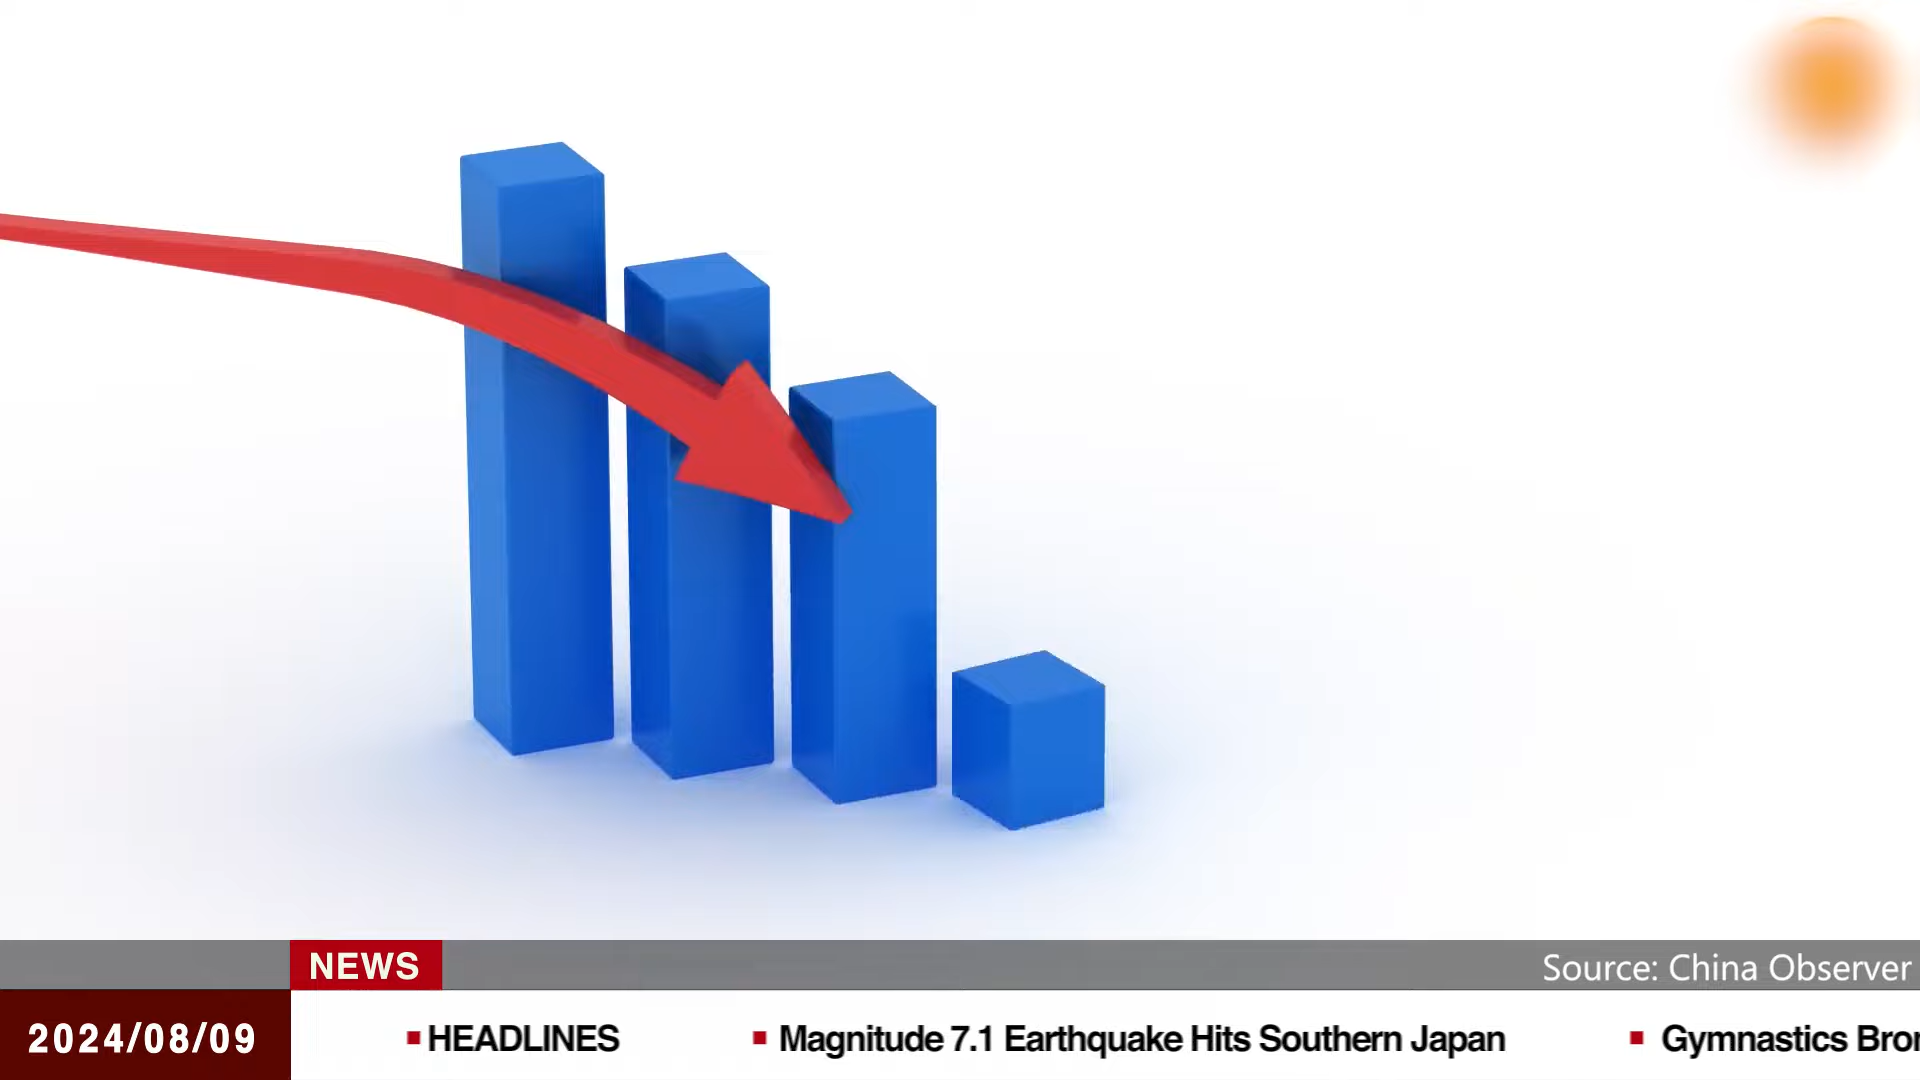 NEWS
Source: China Observer
2024/08/09
HEADLINES
Magnitude 7.1 Earthquake Hits Southern Japan
Gymnastics